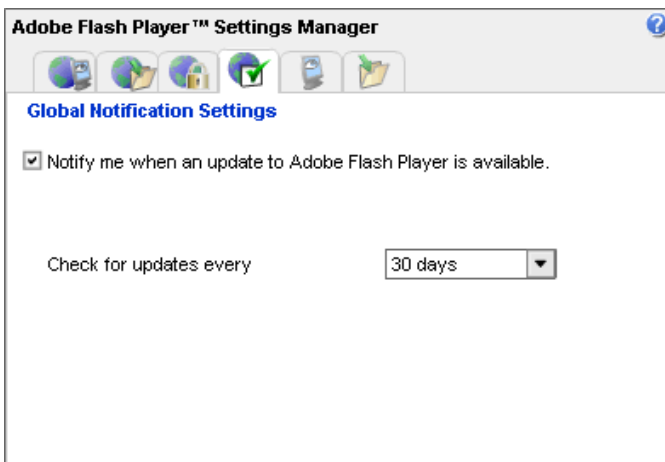 Adobe Flash Player™ Settings Manager
?
Global Notification Settings
Notify me when an update to Adobe Flash Player is available.
Check for updates every 30 days